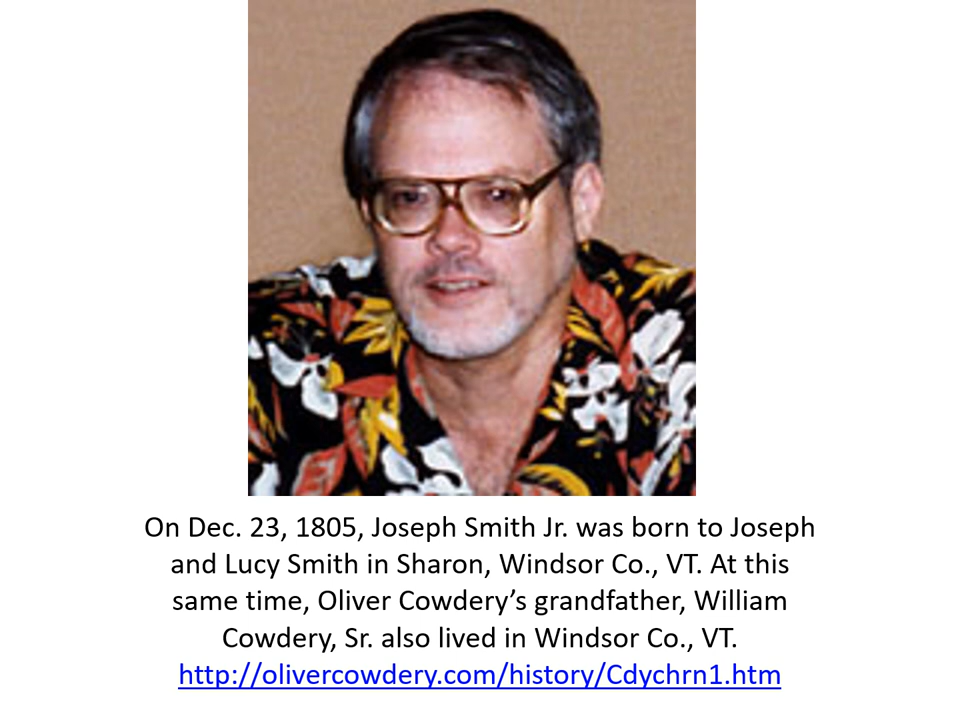 On Dec. 23, 1805, Joseph Smith Jr. was born to Joseph
and Lucy Smith in Sharon, Windsor Co., VT. At this
same time, Oliver Cowdery’s grandfather, William
Cowdery, Sr. also lived in Windsor Co., VT.
http://olivercowdery.com/history/Cdychrn1.htm